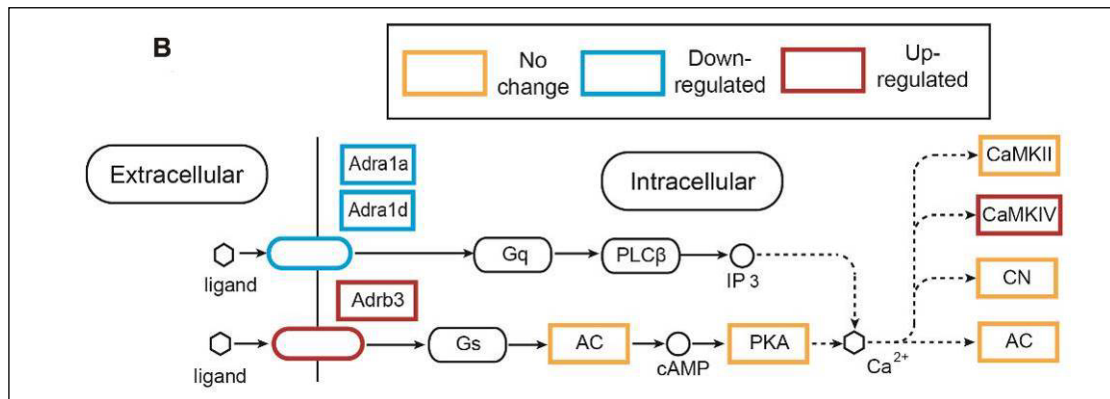 B
No
change
Down-
regulated
Up-
regulated
Extracellular
Adra1a
Adra1d
Intracellular
CaMKII
CaMKIV
ligand
Gq
PLCβ
IP 3
CN
Adrb3
ligand
Gs
AC
cAMP
PKA
Ca²⁺
AC